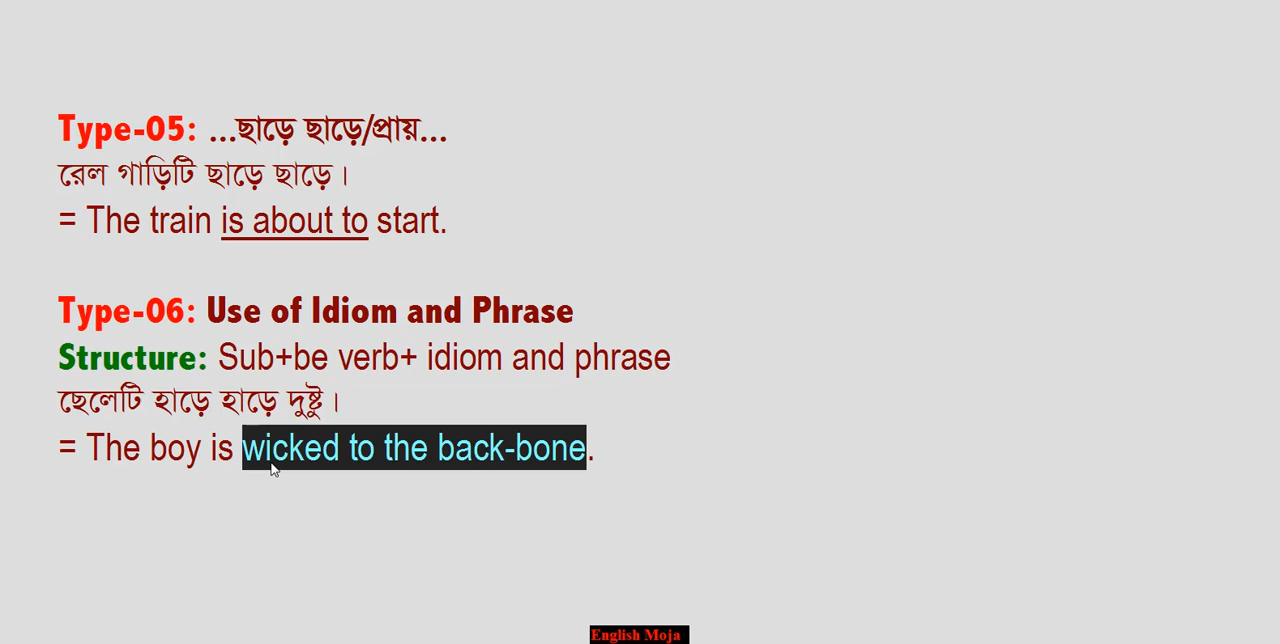 Type-05: ...ছাড়ে ছাড়ে/প্রায়...
রেল গাড়িটি ছাড়ে ছাড়ে।
= The train is about to start.
Type-06: Use of Idiom and Phrase
Structure: Sub+be verb+ idiom and phrase
ছেলেটি হাড়ে হাড়ে দুষ্টু।
= The boy is wicked to the back-bone.
English Moja